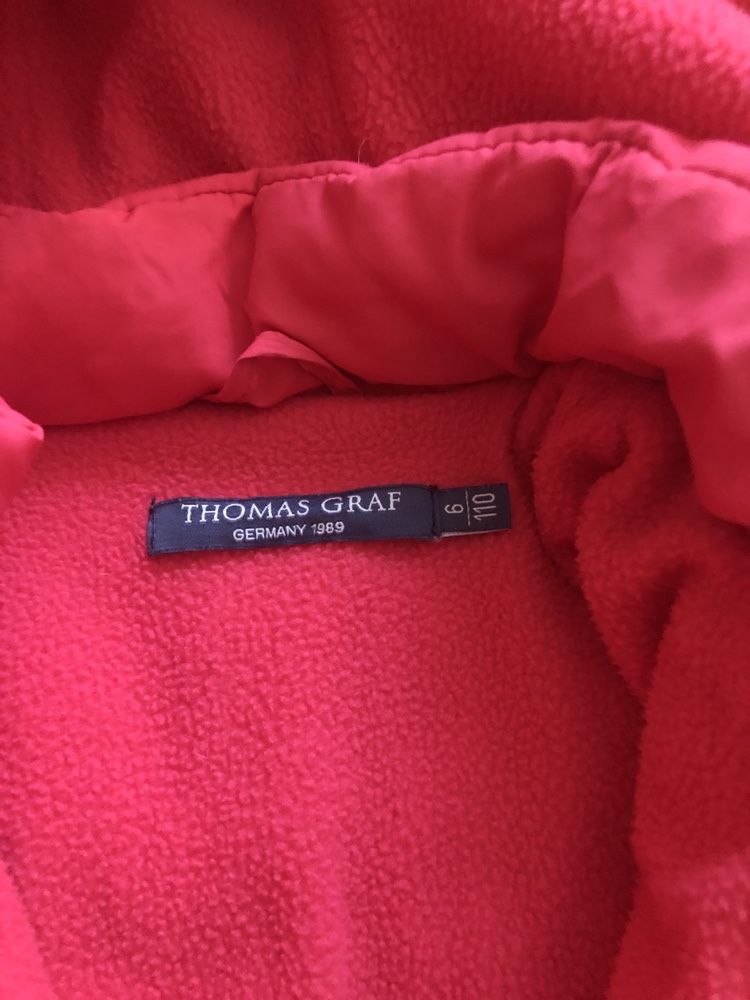 THOMAS GRAF
GERMANY 1989
6
110